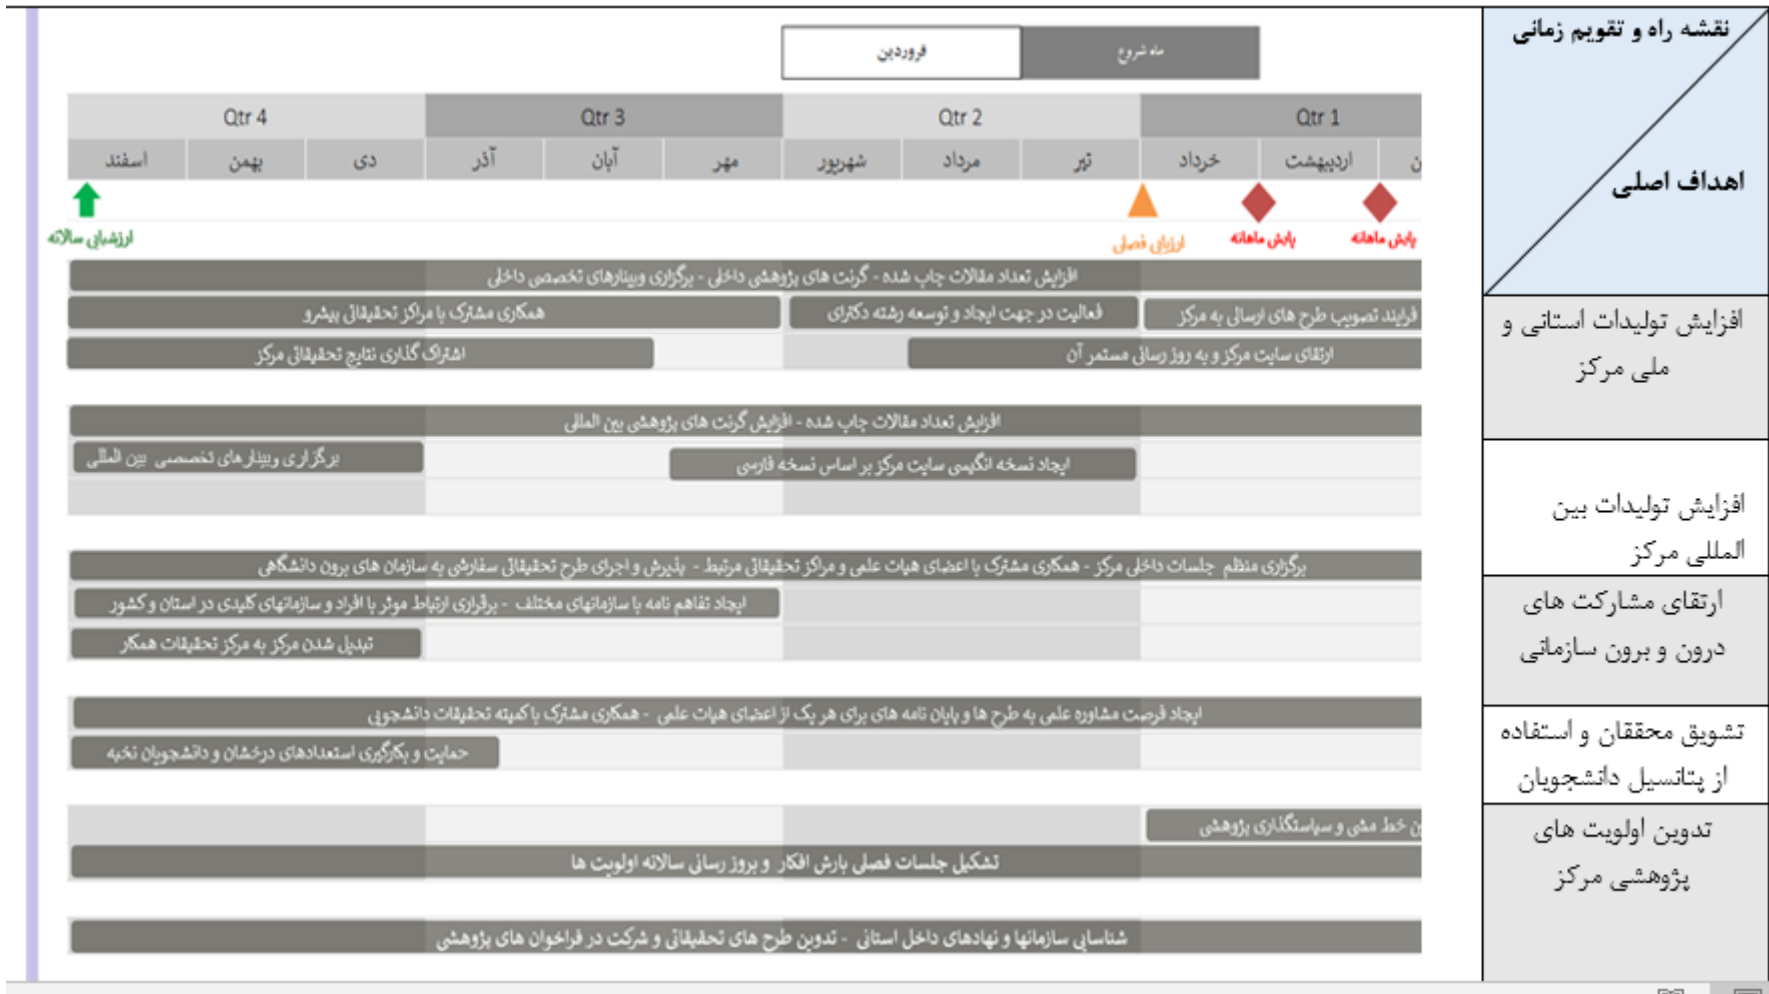 نقشه راه و تقویم زمانی
اهداف اصلی
ماه شروع
فروردین
Qtr 1
Qtr 2
Qtr 3
Qtr 4
ن
اردیبهشت
خرداد
تیر
مرداد
شهریور
مهر
آبان
آذر
دی
بهمن
اسفند
پایش ماهانه
پایش ماهانه
ارزیابی فصلی
ارزشیابی سالانه
افزایش تولیدات استانی و
ملی مرکز
افزایش تعداد مقالات چاپ شده - گرنت های پژوهشی داخلی - برگزاری وبینارهای تخصصی داخلی
فرایند تصویب طرح های ارسالی به مرکز
فعالیت در جهت ایجاد و توسعه رشته دکترای
همکاری مشترک با مراکز تحقیقاتی پیشرو
ارتقای سایت مرکز و به روز رسانی مستمر آن
اشتراک گذاری نتایج تحقیقاتی مرکز
افزایش تولیدات بین
المللی مرکز
افزایش تعداد مقالات چاپ شده - افزایش گرنت های پژوهشی بین المللی
ایجاد نسخه انگیسی سایت مرکز بر اساس نسخه فارسی
برگزاری وبینارهای تخصصی بین المللی
ارتقای مشارکت های
درون و برون سازمانی
برگزاری منظم جلسات داخلی مرکز - همکاری مشترک با اعضای هیات علمی و مراکز تحقیقاتی مرتبط - پذیرش و اجرای طرح تحقیقاتی سفارشی به سازمان های برون دانشگاهی
ایجاد تفاهم نامه با سازمانهای مختلف - برقراری ارتباط موثر با افراد و سازمانهای کلیدی در استان و کشور
تبدیل شدن مرکز به مرکز تحقیقات همکار
تشویق محققان و استفاده
از پتانسیل دانشجویان
ایجاد فرصت مشاوره علمی به طرح ها و پایان نامه های برای هر یک از اعضای هیات علمی - همکاری مشترک با کمیته تحقیقات دانشجویی
حمایت و بکارگیری استعدادهای درخشان و دانشجویان نخبه
تدوین اولویت های
پژوهشی مرکز
ن خط مشی و سیاستگذاری پژوهشی
تشکیل جلسات فصلی بارش افکار و بروز رسانی سالانه اولویت ها
شناسایی سازمانها و نهادهای داخل استانی - تدوین طرح های تحقیقاتی و شرکت در فراخوان های پژوهشی